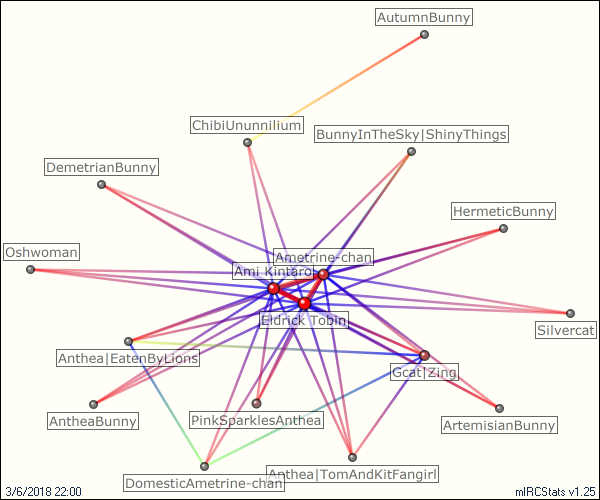 AutumnBunny
ChibiUnunnilium
BunnyInTheSky|ShinyThings
DemetrianBunny
HermeticBunny
Oshwoman
Ametrine-chan
Ami Kintaro
Eldrick Tobin
Silvercat
Anthea|EatenByLions
Gcat|Zing
AntheaBunny
PinkSparklesAnthea
ArtemisianBunny
Anthea|TomAndKitFangirl
DomesticAmetrine-chan
3/6/2018 22:00
mIRCStats v1.25